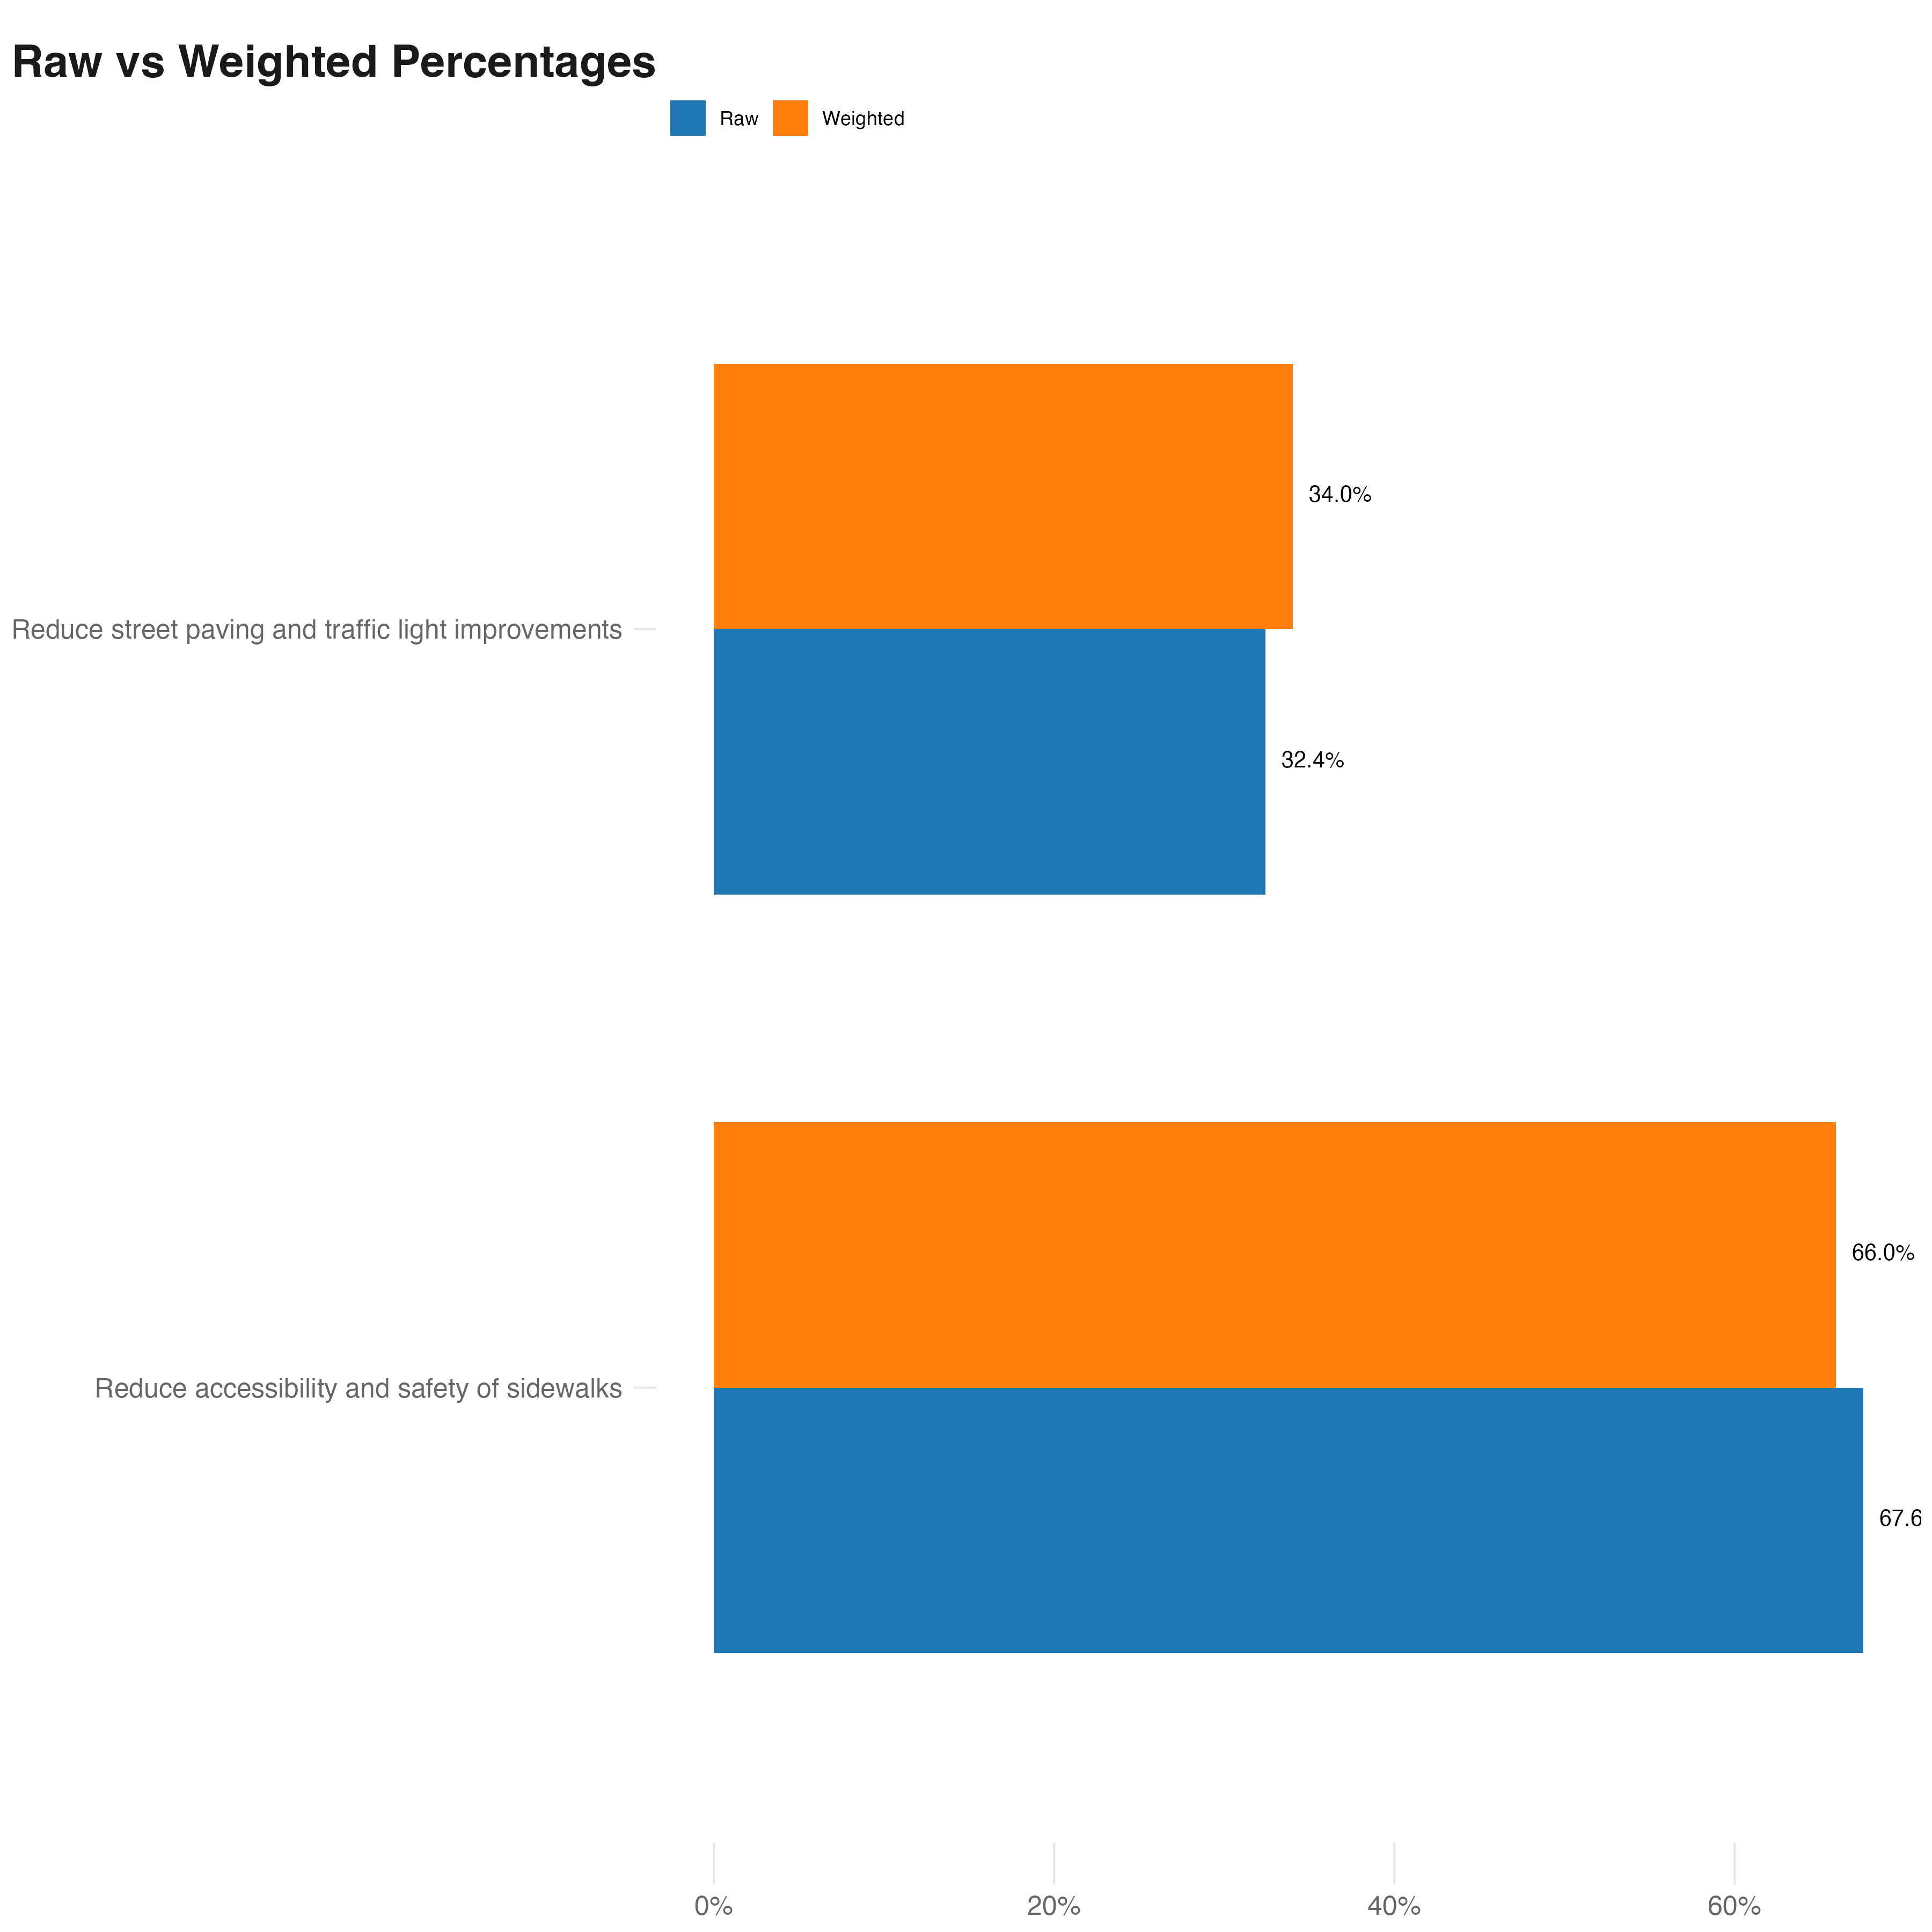 Raw vs Weighted Percentages
Raw Weighted
34.0%
Reduce street paving and traffic light improvements
32.4%
66.0%
Reduce accessibility and safety of sidewalks
67.6
0% 20% 40% 60%